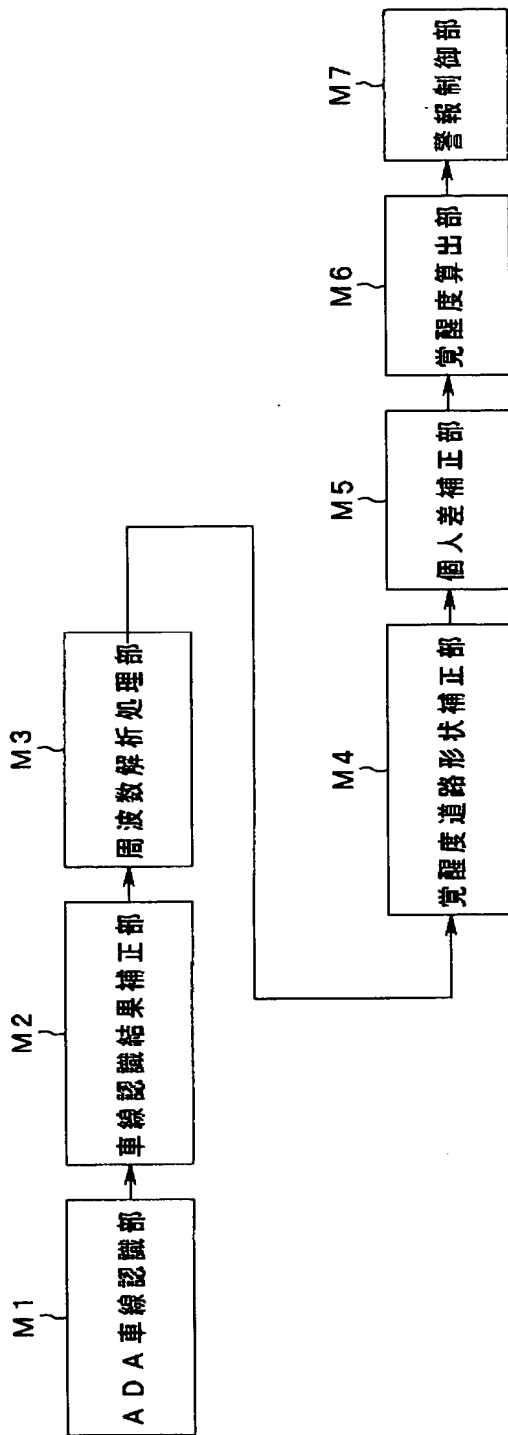 M1
ADA車線認識部
M2
車線認識結果補正部
M3
周波数解析処理部
M4
覚醒度道路形状補正部
M5
個人差補正部
M6
覚醒度算出部
M7
警報制御部